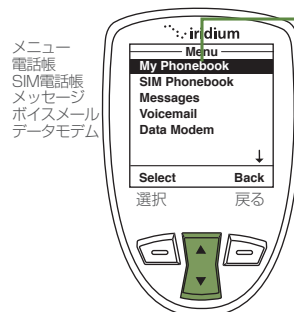 メニュー
電話帳
SIM電話帳
メッセージ
ボイスメール
データモデム
iridium
Menu
My Phonebook
SIM Phonebook
Messages
Voicemail
Data Modem
Select Back
選択 戻る